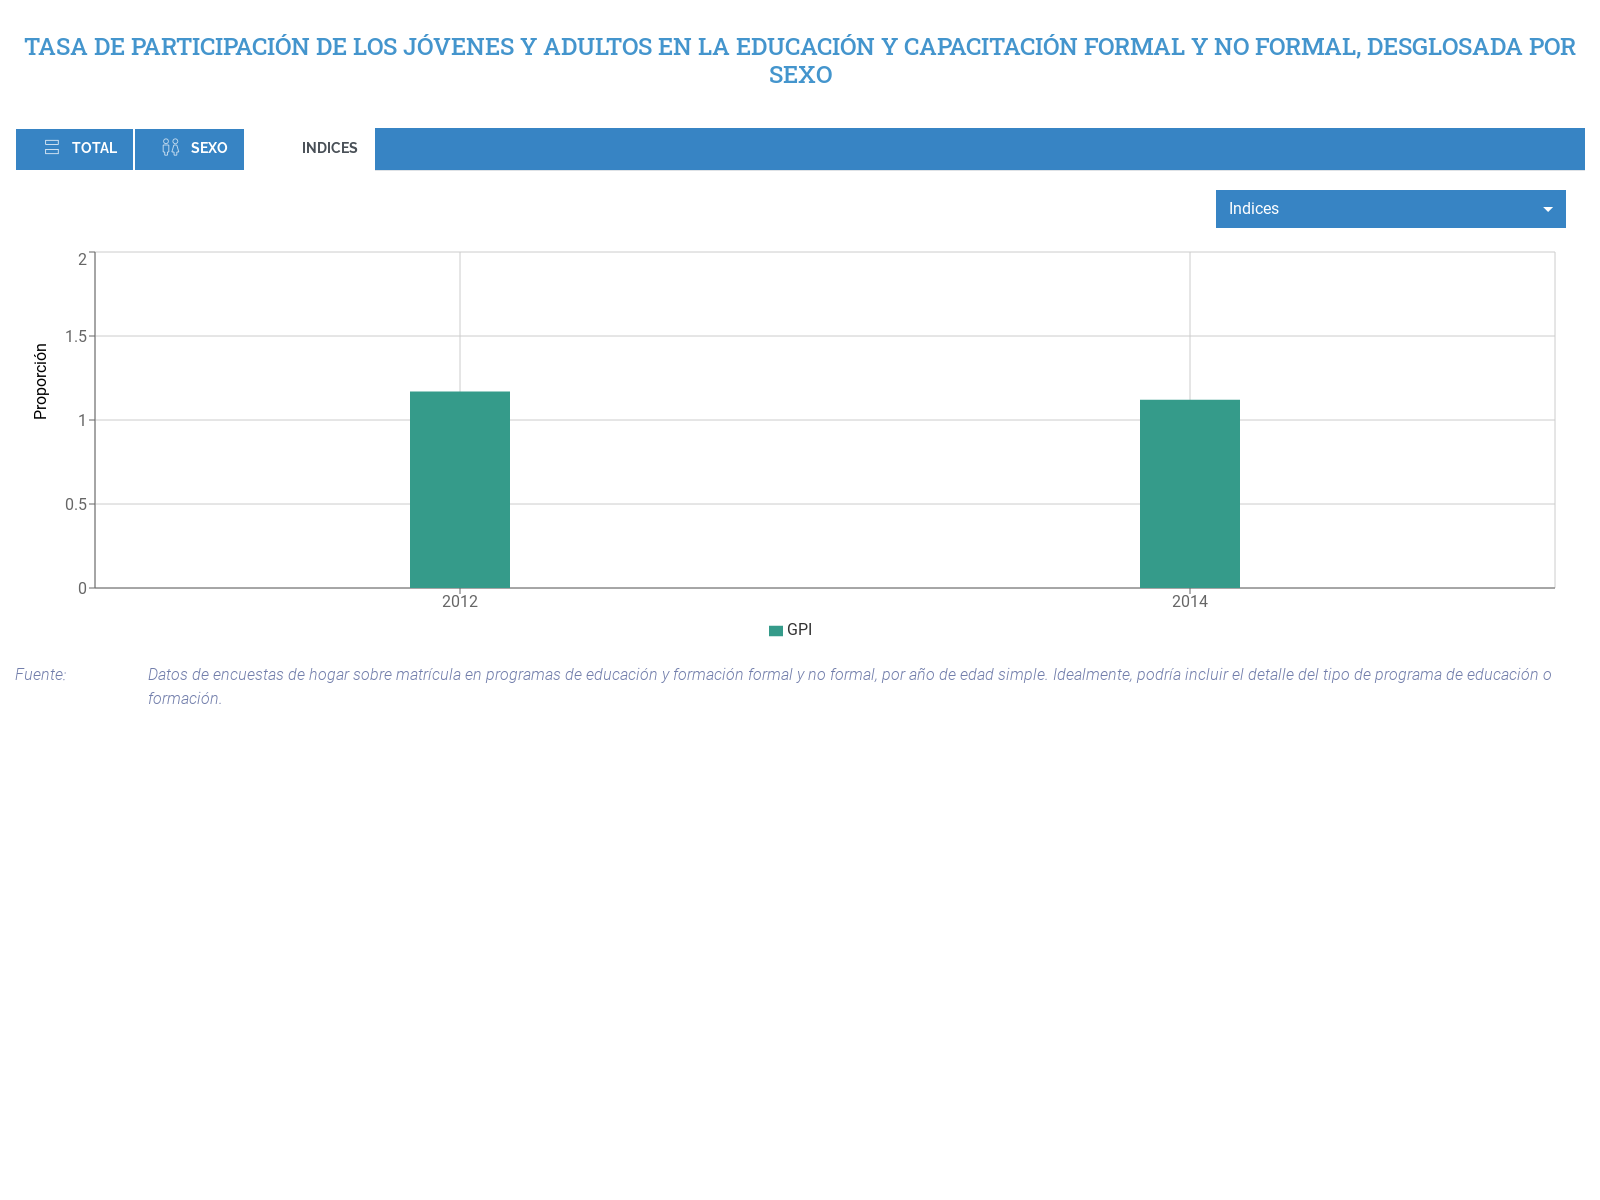 TASA DE PARTICIPACIÓN DE LOS JÓVENES Y ADULTOS EN LA EDUCACIÓN Y CAPACITACIÓN FORMAL Y NO FORMAL, DESGLOSADA POR
SEXO
TOTAL SEXO INDICES
Indices
2
1.5
1
0.5
0
Proporción
2012 2014
GPI
Fuente: Datos de encuestas de hogar sobre matrícula en programas de educación y formación formal y no formal, por año de edad simple. Idealmente, podría incluir el detalle del tipo de programa de educación o
formación.